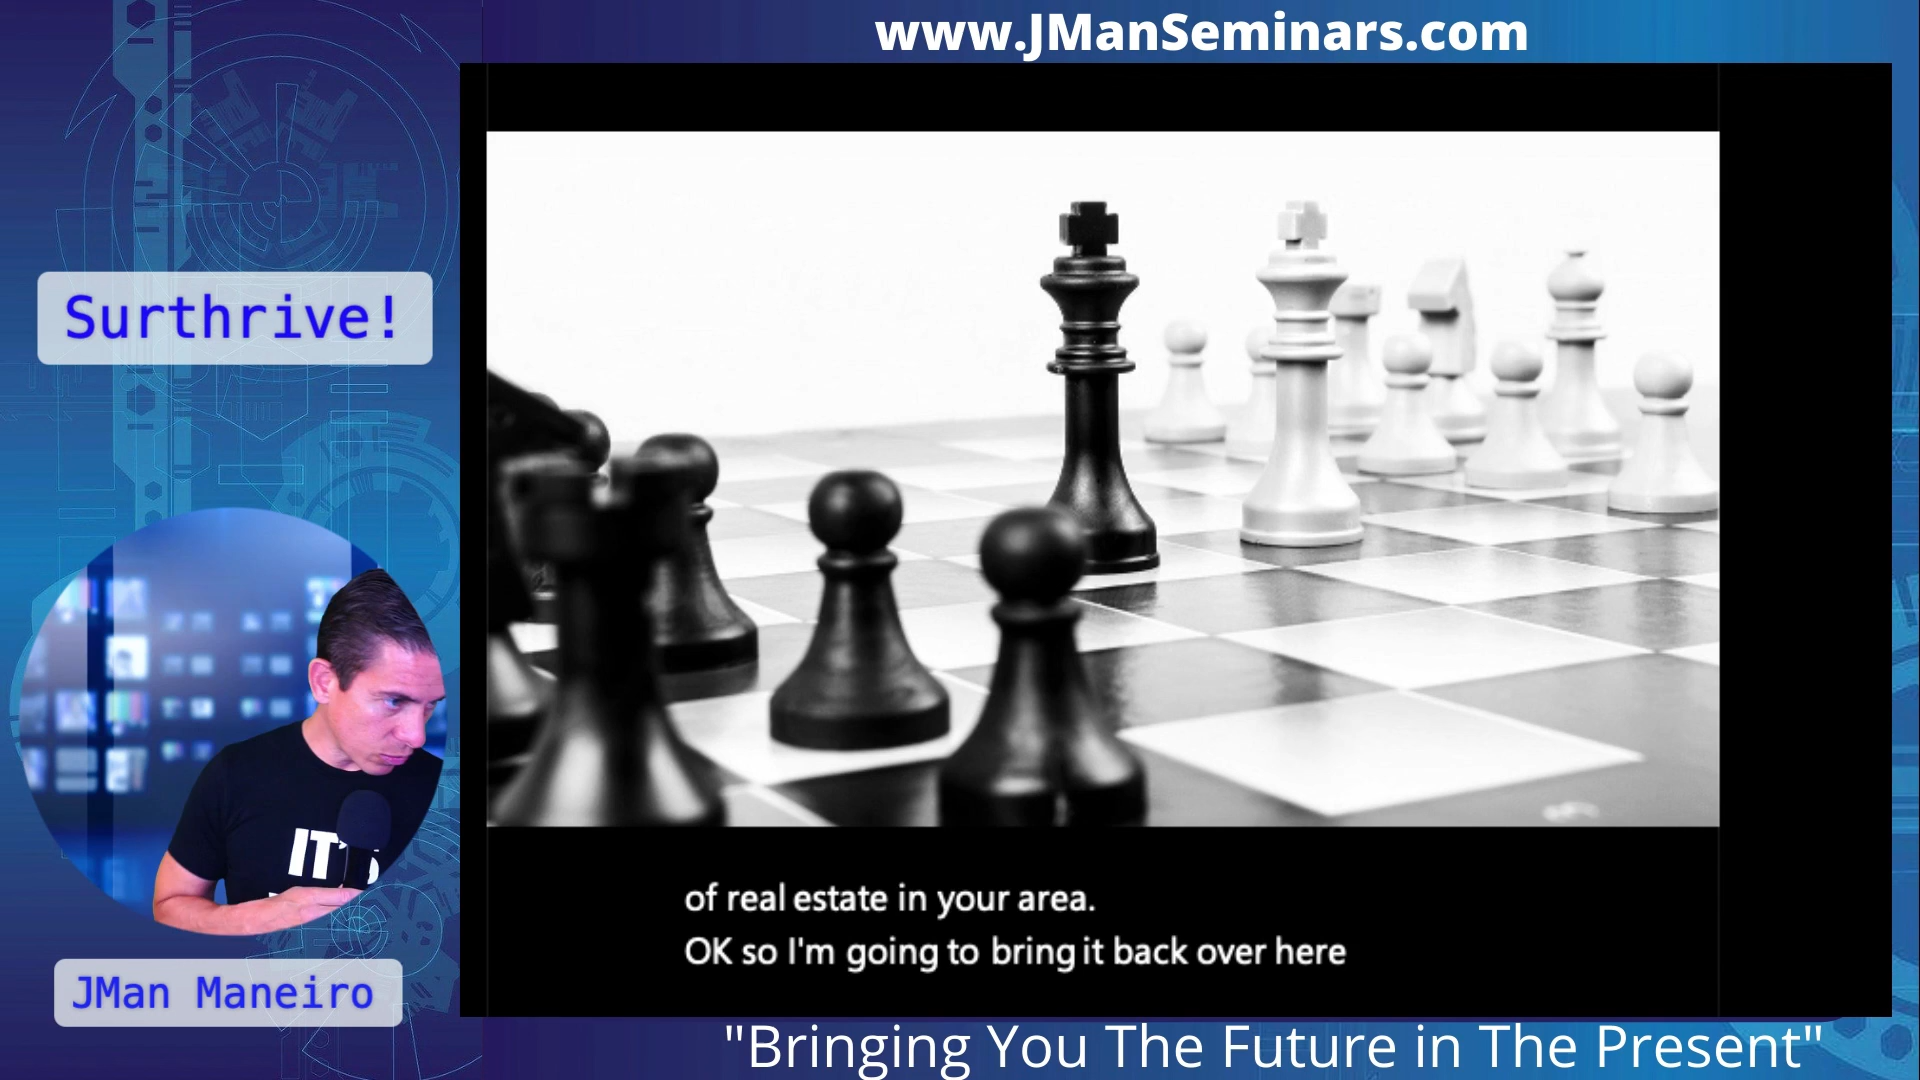 www.JManSeminars.com
Surthrive!
IT'S
JMan Maneiro
of real estate in your area.
OK so I'm going to bring it back over here
"Bringing You The Future in The Present"